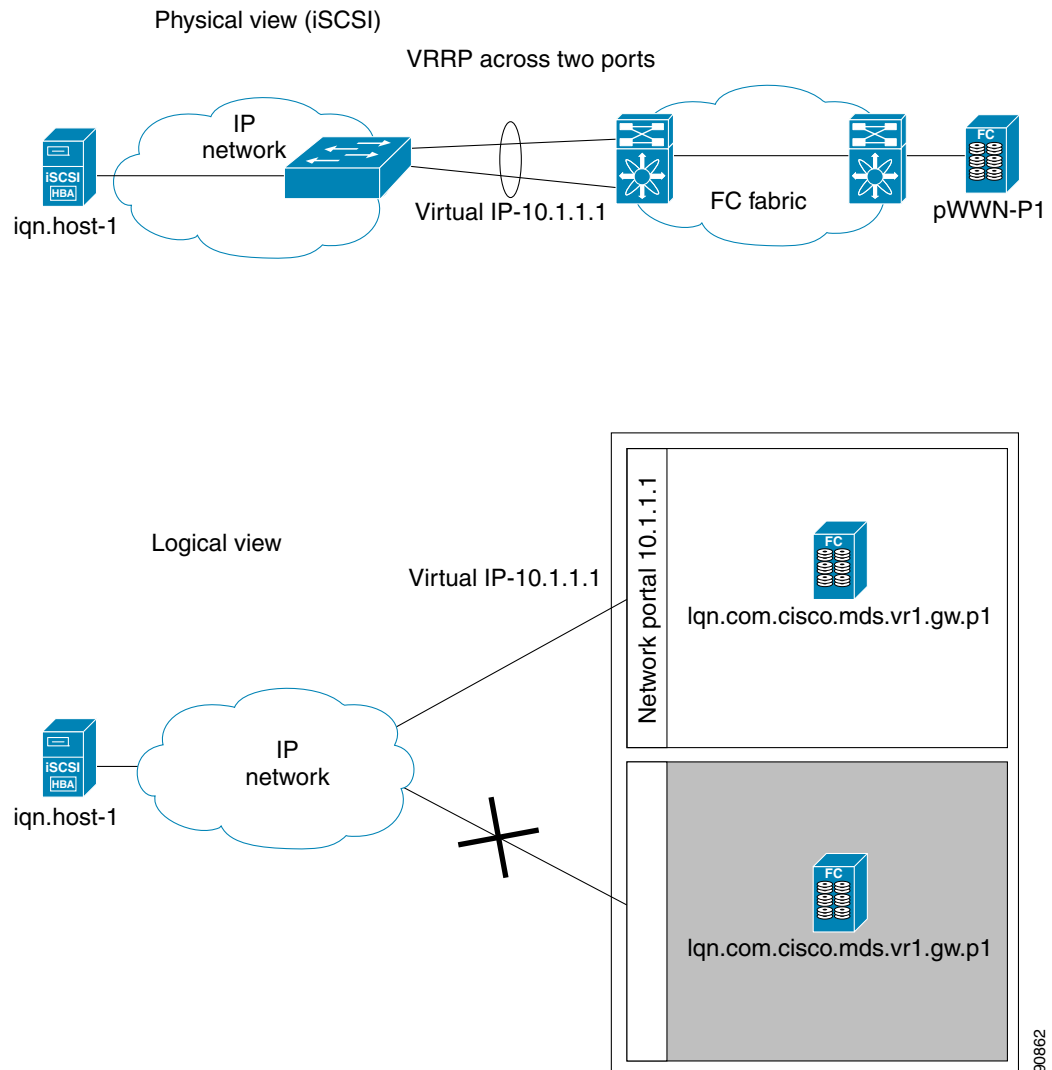 Physical view (iSCSI)
VRRP across two ports
IP
network
iSCSI
HBA
iqn.host-1
Virtual IP-10.1.1.1
FC fabric
FC
pWWN-P1
Logical view
Virtual IP-10.1.1.1
Network portal 10.1.1.1
FC
lqn.com.cisco.mds.vr1.gw.p1
iSCSI
HBA
iqn.host-1
IP
network
FC
lqn.com.cisco.mds.vr1.gw.p1
90862